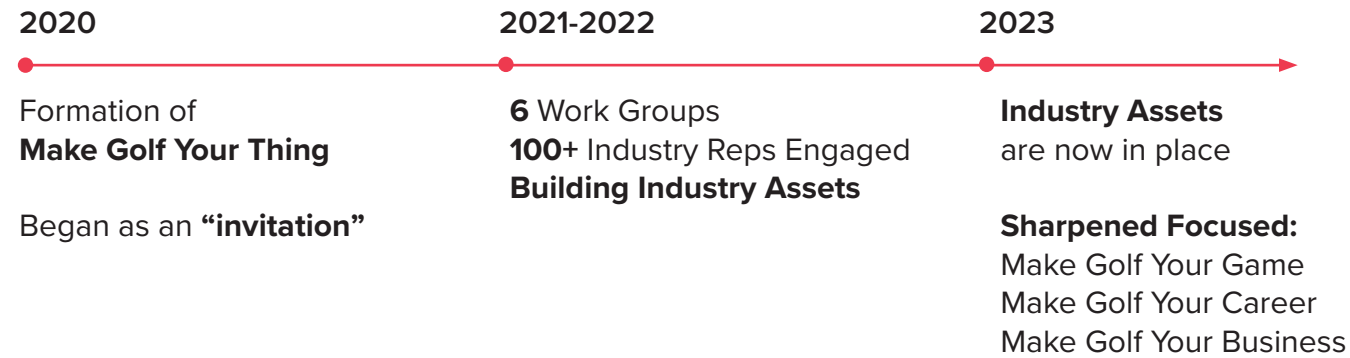 2020
Formation of
Make Golf Your Thing
Began as an “invitation”
2021-2022
6 Work Groups
100+ Industry Reps Engaged
Building Industry Assets
2023
Industry Assets
are now in place
Sharpened Focused:
Make Golf Your Game
Make Golf Your Career
Make Golf Your Business